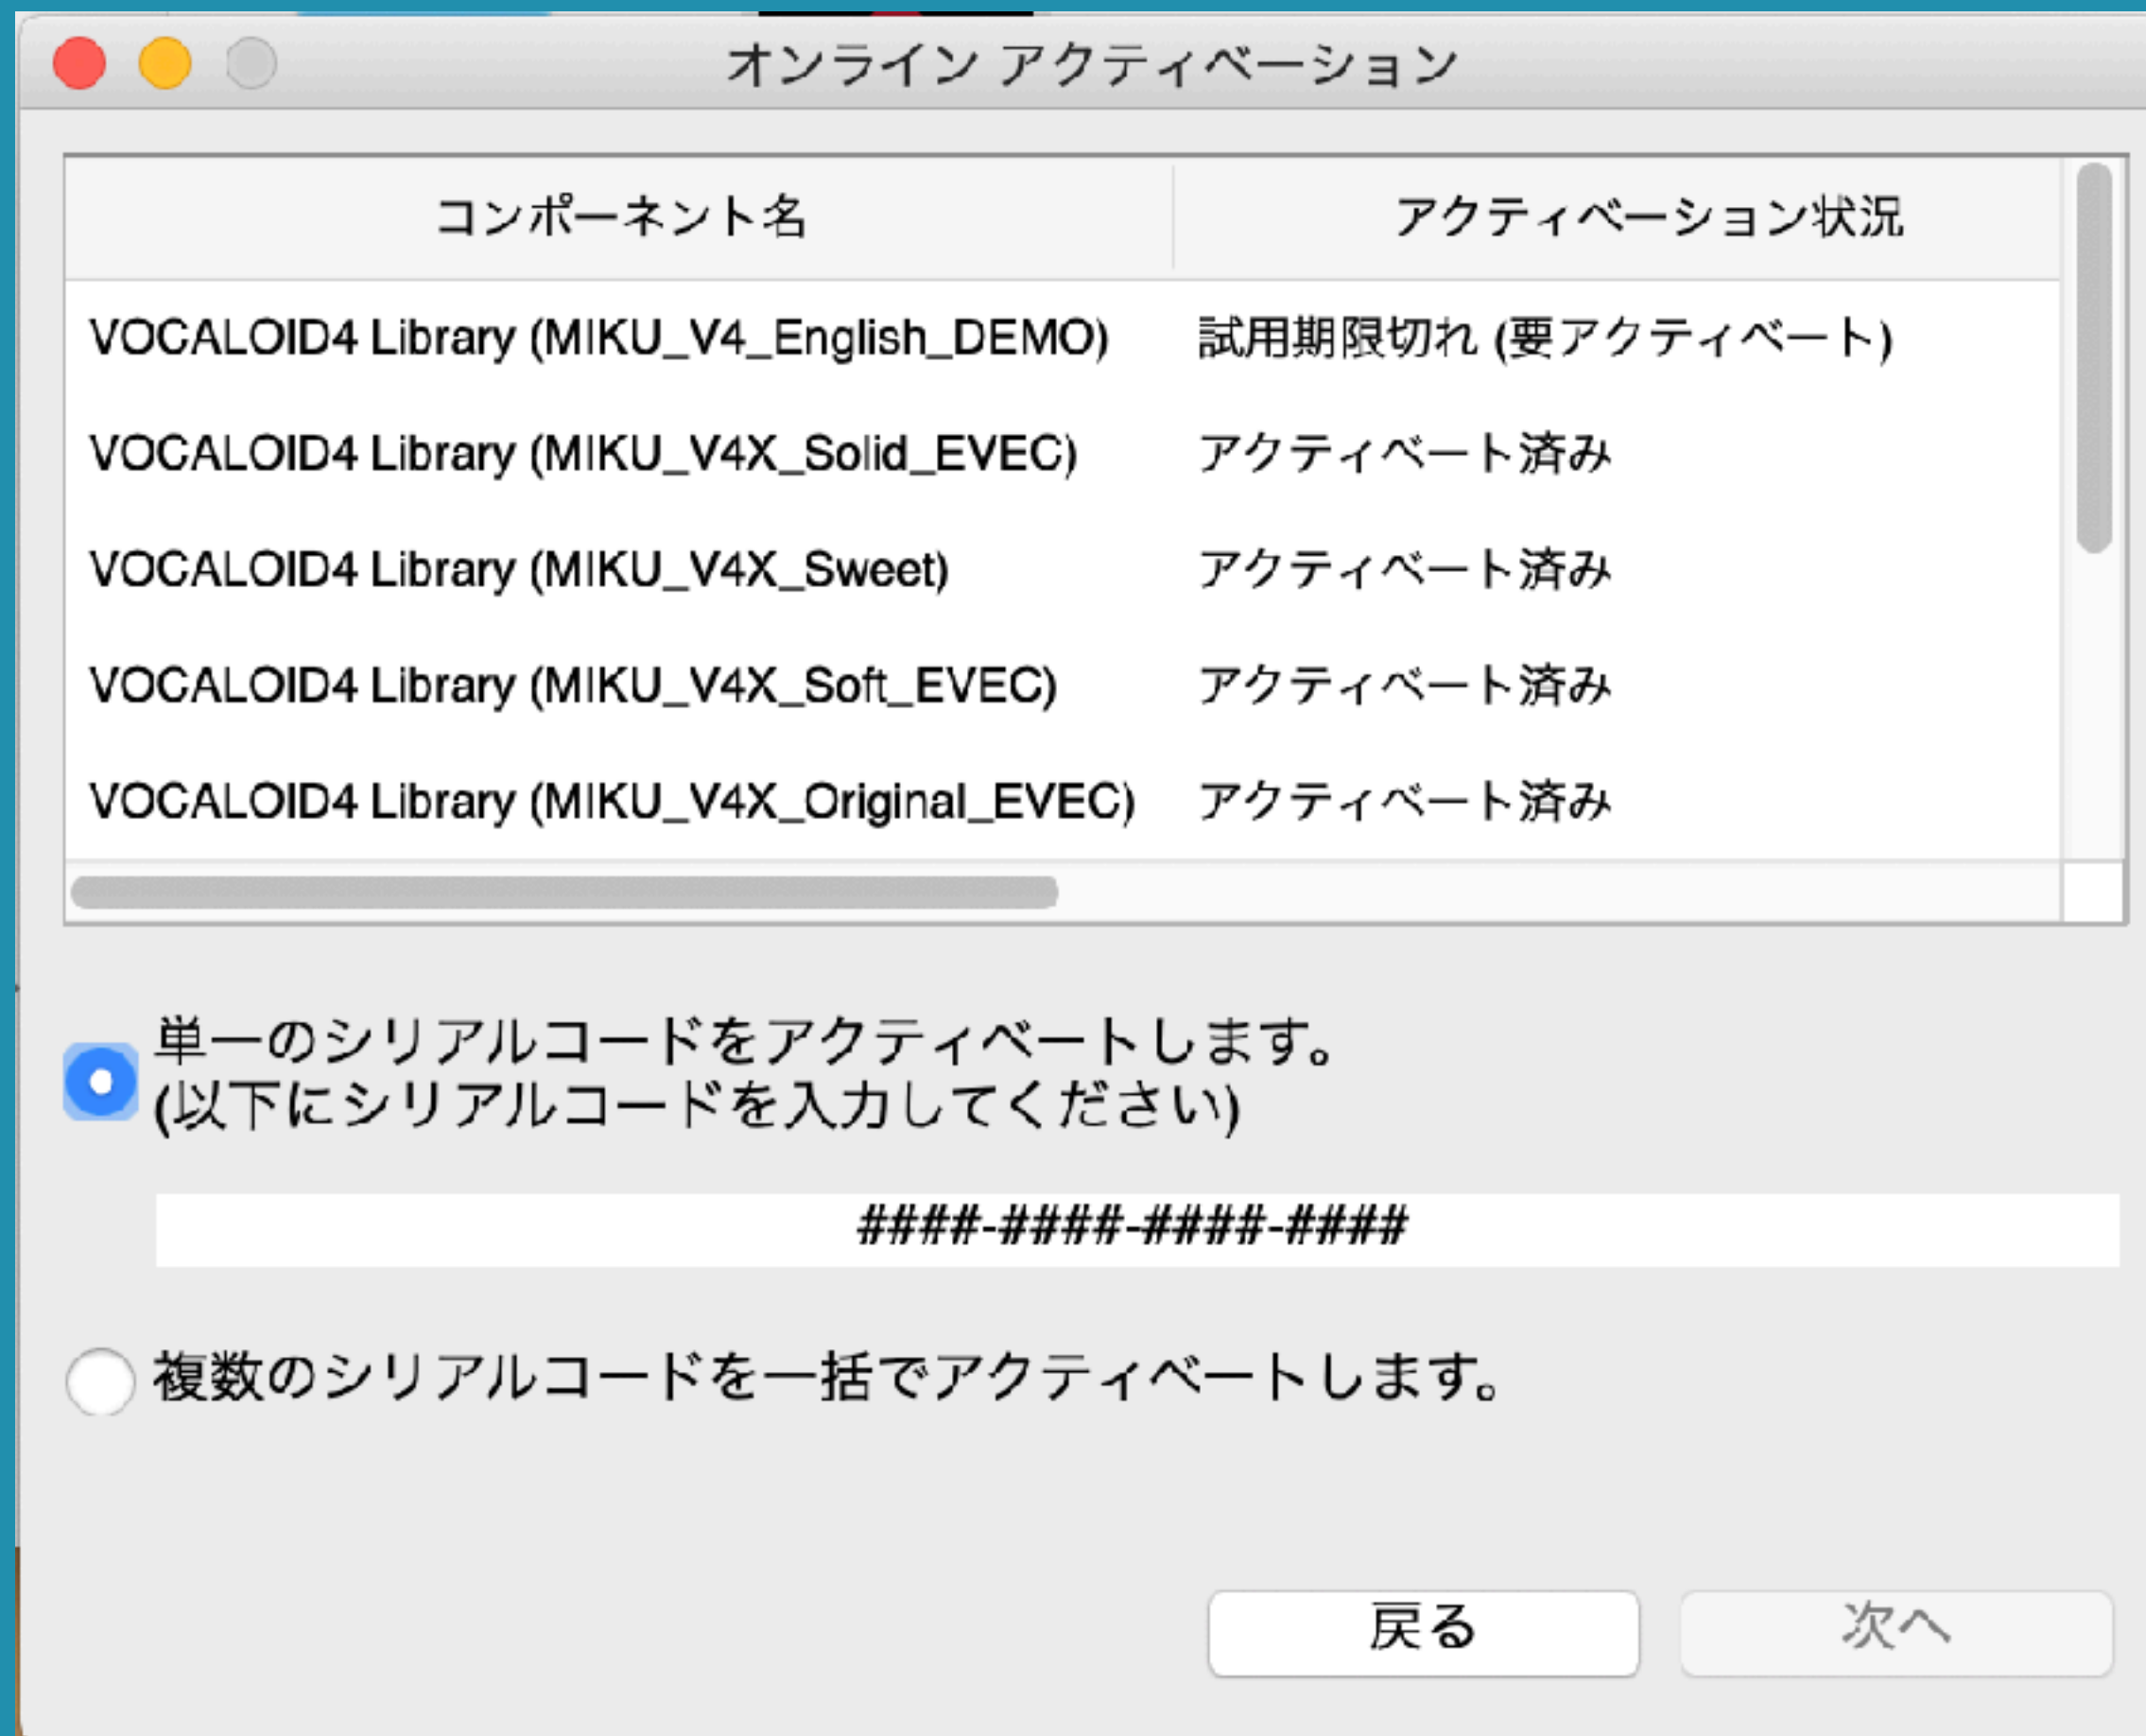 オンライン アクティベーション
コンポーネント名 アクティベーション状況
VOCALOID4 Library (MIKU_V4_English_DEMO) 試用期限切れ (要アクティベート)
VOCALOID4 Library (MIKU_V4X_Solid_EVEC) アクティベート済み
VOCALOID4 Library (MIKU_V4X_Sweet) アクティベート済み
VOCALOID4 Library (MIKU_V4X_Soft_EVEC) アクティベート済み
VOCALOID4 Library (MIKU_V4X_Original_EVEC) アクティベート済み
単一のシリアルコードをアクティベートします。
(以下にシリアルコードを入力してください)
####-####-####-####
複数のシリアルコードを一括でアクティベートします。
戻る 次へ